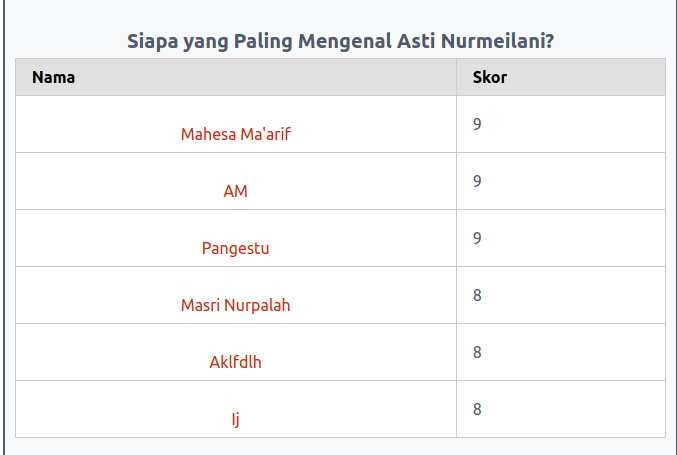 Siapa yang Paling Mengenal Asti Nurmeilani?
Nama Skor
Mahesa Ma'arif 9
AM 9
Pangestu 9
Masri Nurpalah 8
Aklfdlh 8
Ij 8